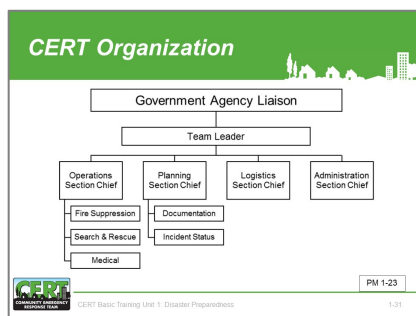 CERT Organization
Government Agency Liaison
Team Leader
Operations
Section Chief
Planning
Section Chief
Logistics
Section Chief
Administration
Section Chief
Fire Suppression
Search & Rescue
Medical
Documentation
Incident Status
PM 1-23
CERT
COMMUNITY EMERGENCY
RESPONSE TEAM
CERT Basic Training Unit 1: Disaster Preparedness
1-31